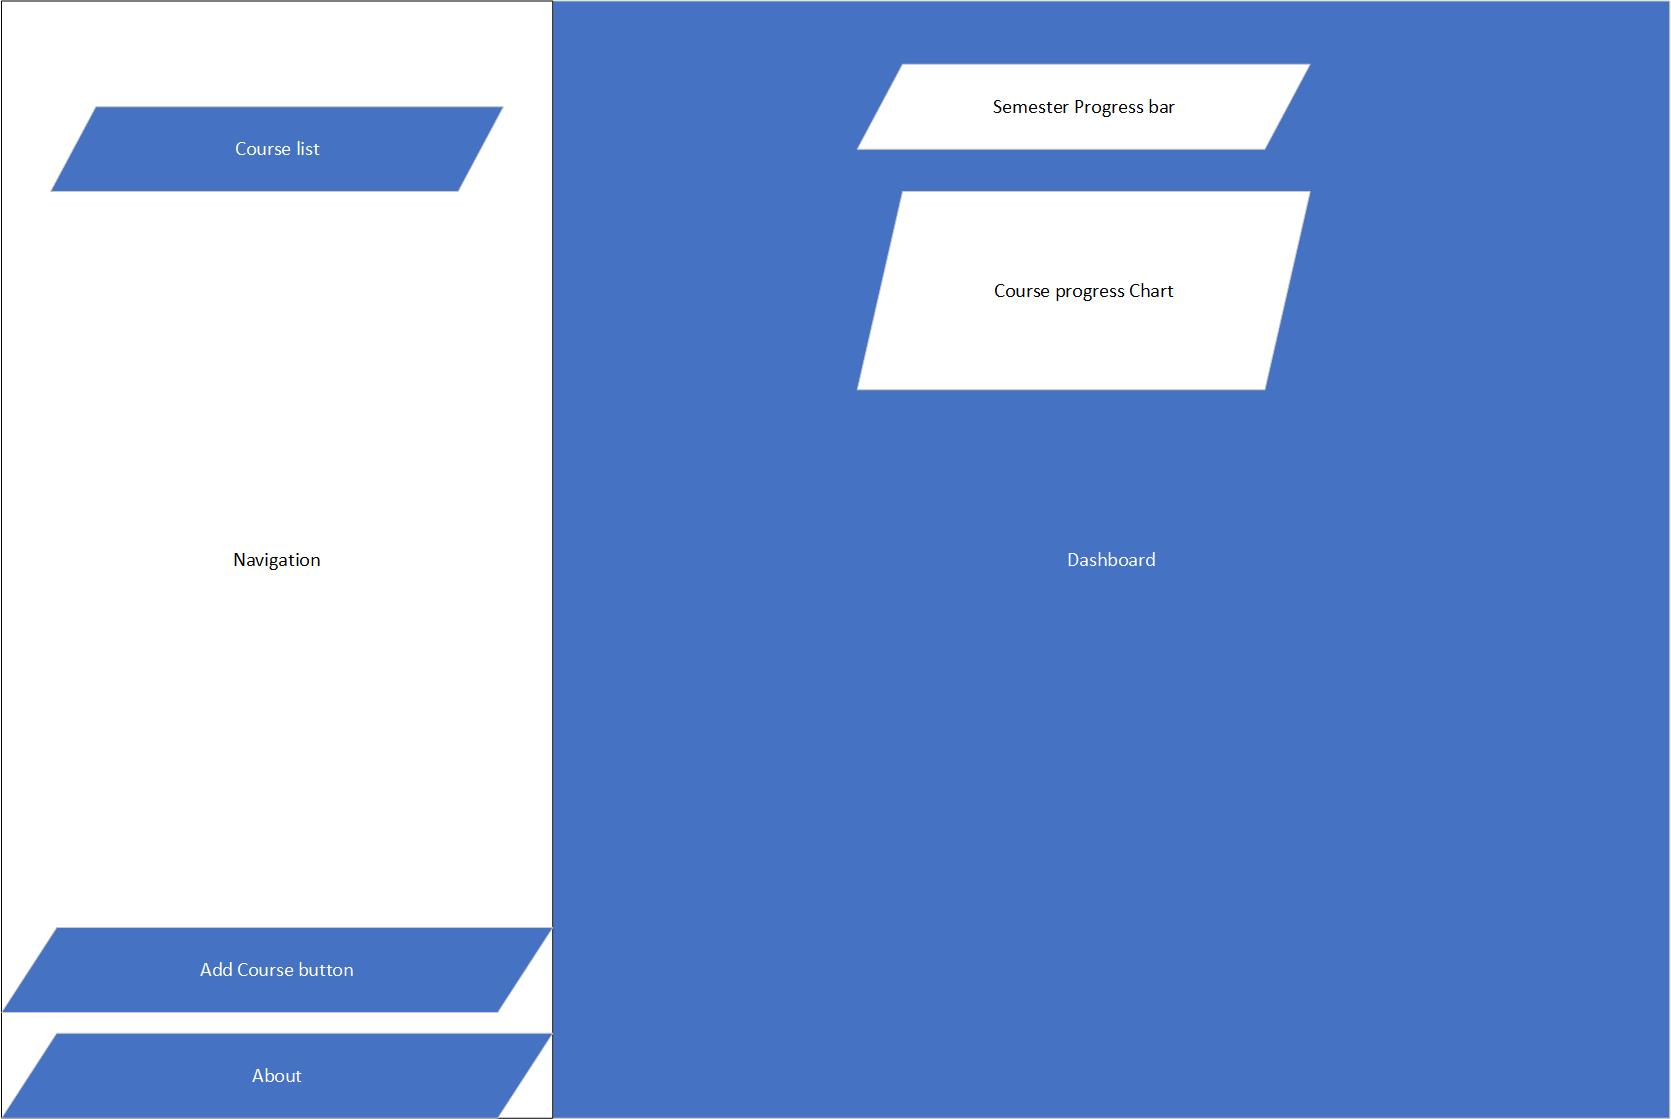 Course list
Navigation
Add Course button
About
Semester Progress bar
Course progress Chart
Dashboard